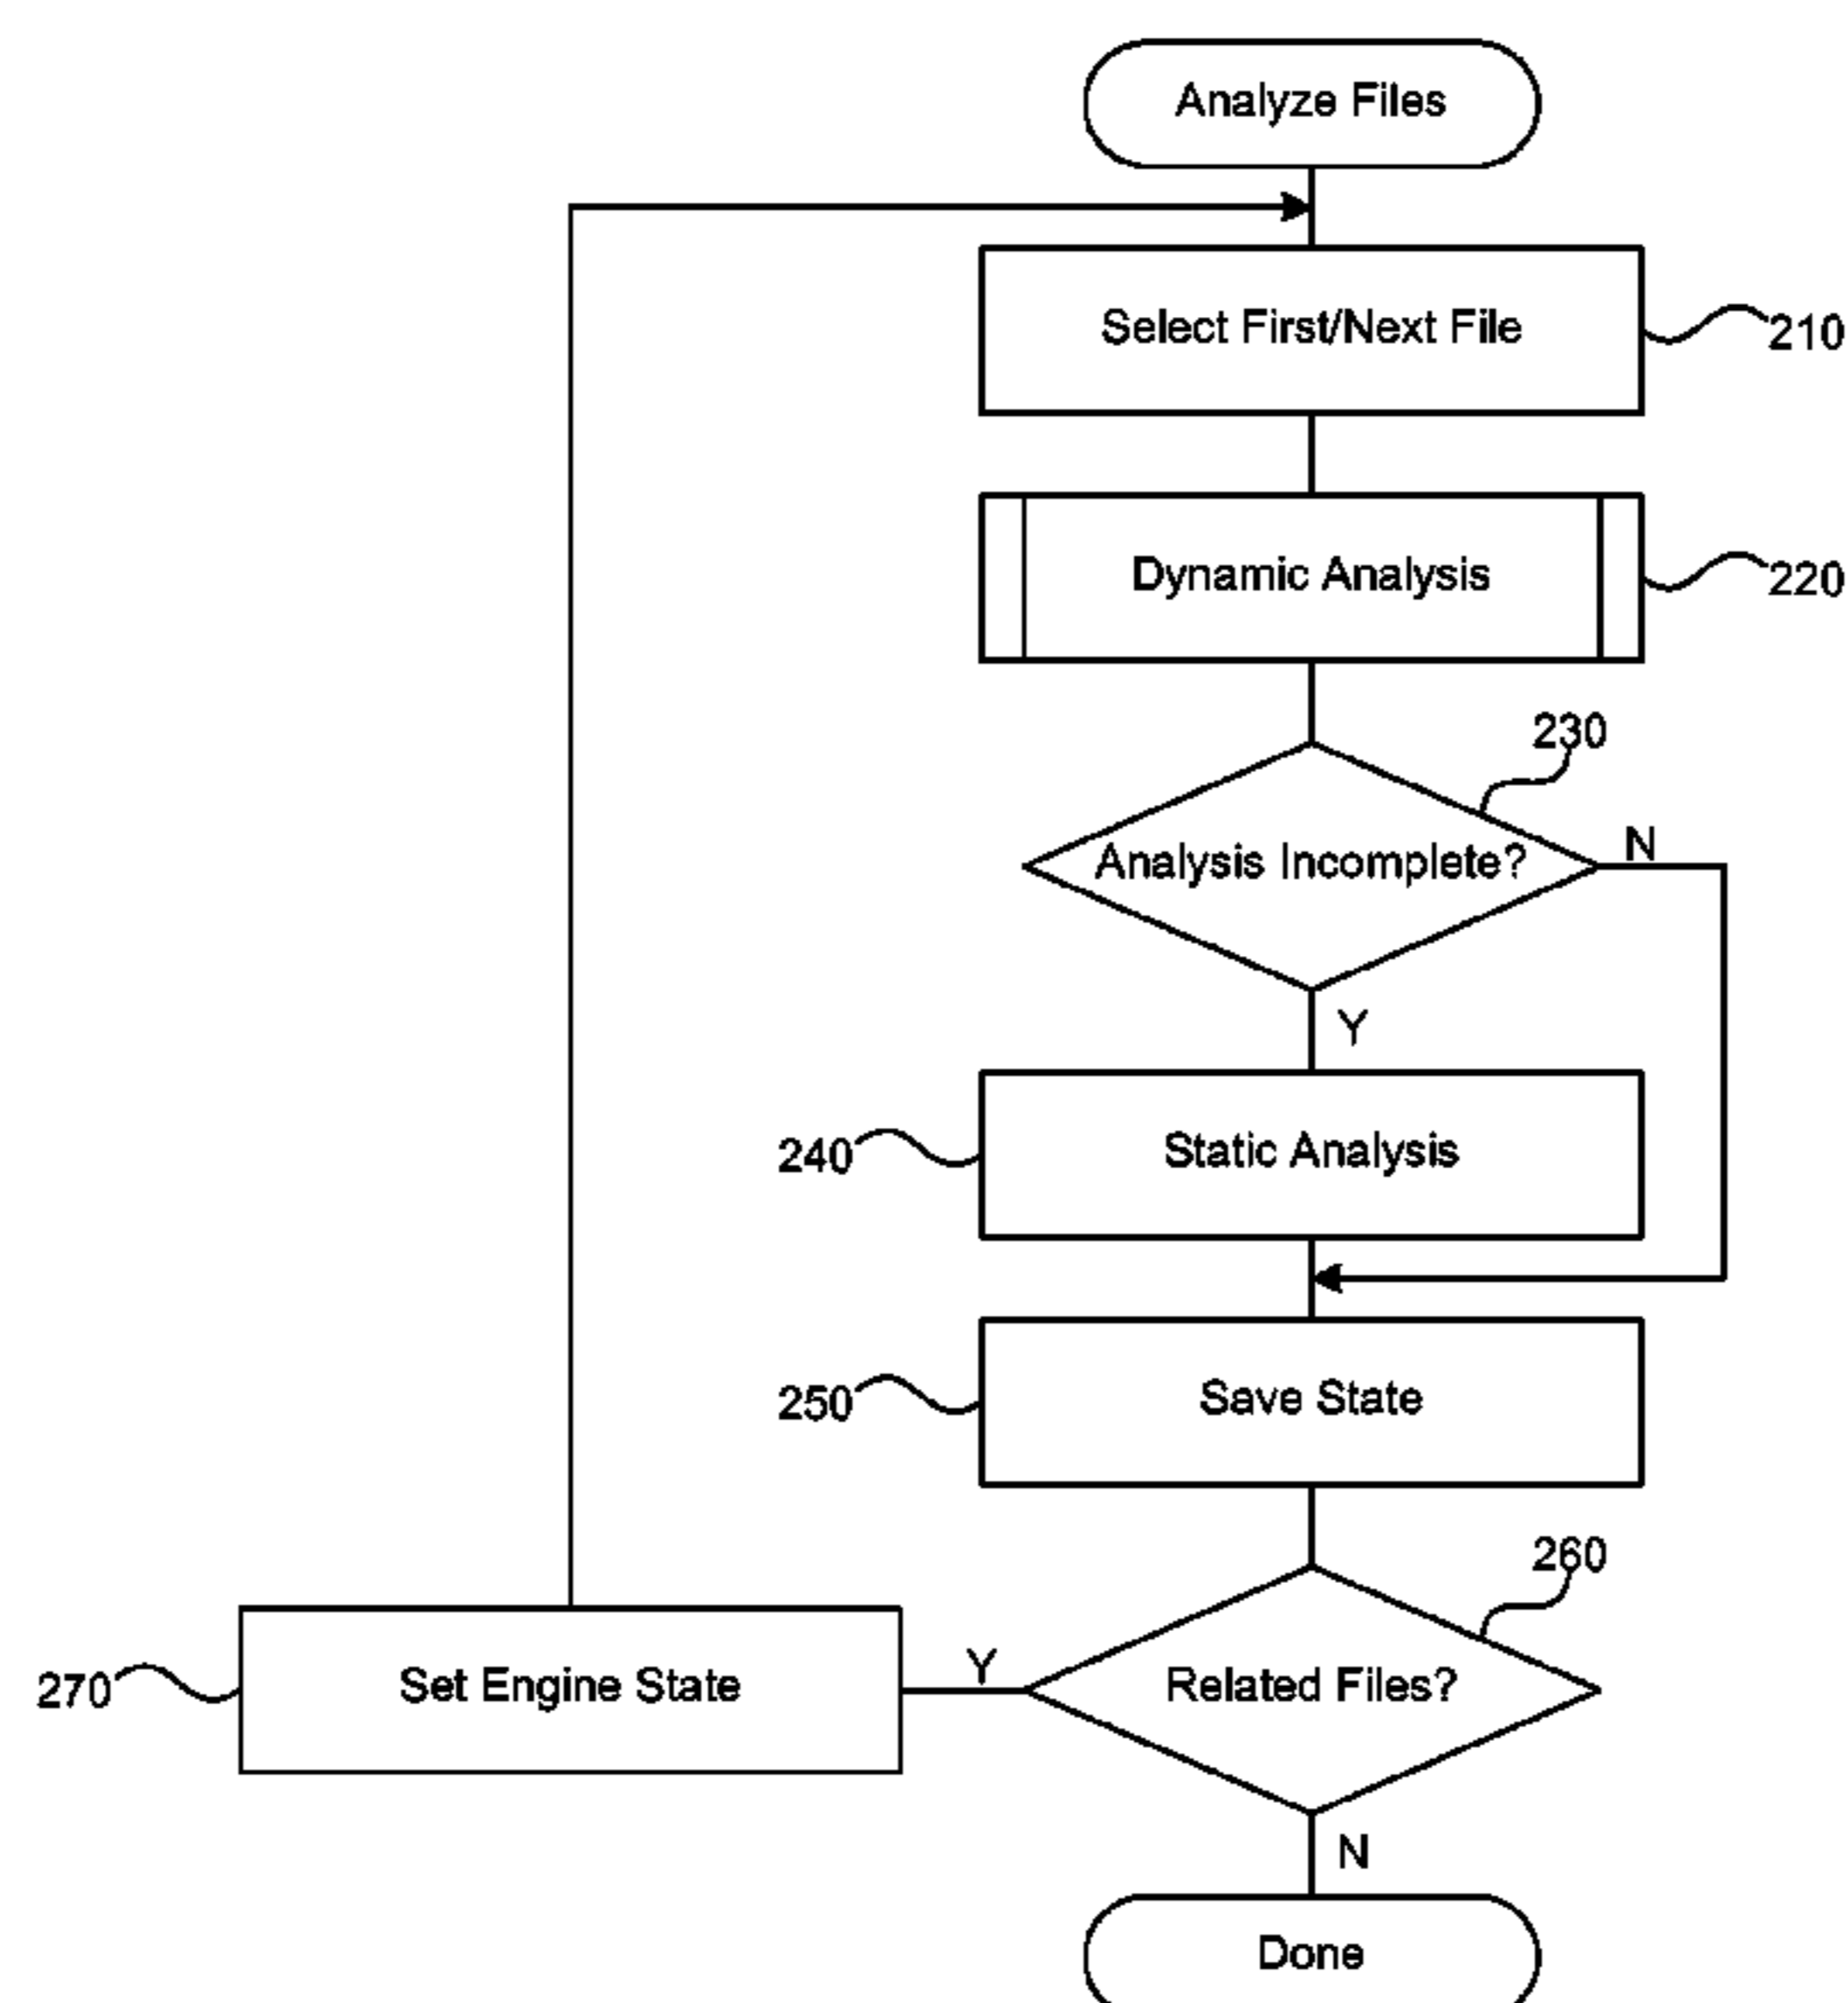 Analyze Files
Select First/Next File
210
Dynamic Analysis
220
230
Analysis Incomplete?
N
Y
240
Static Analysis
250
Save State
260
270
Set Engine State
Y
Related Files?
N
Done